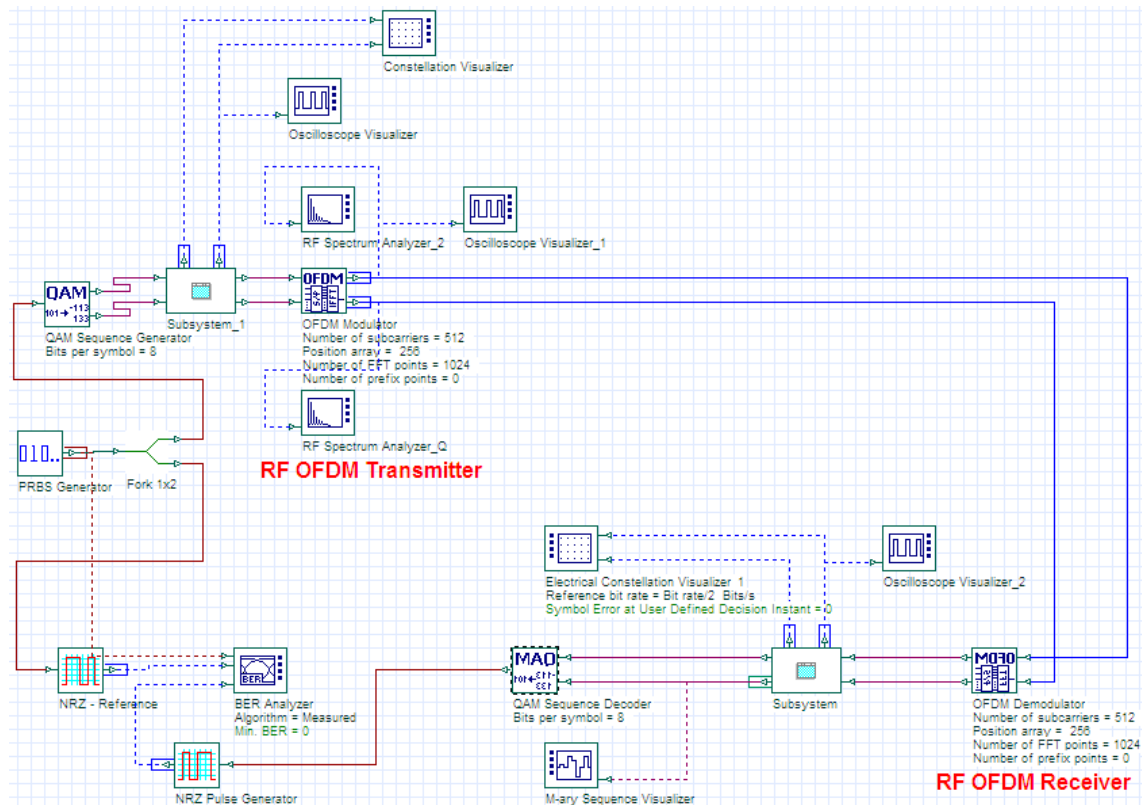 Constellation Visualizer
Oscilloscope Visualizer
RF Spectrum Analyzer_2
Oscilloscope Visualizer_1
QAM
101
-113
133
Subsystem_1
OFDM
S/P
IFFT
QAM Sequence Generator
Bits per symbol = 8
OFDM Modulator
Number of subcarriers = 512
Position array = 256
Number of FFT points = 1024
Number of prefix points = 0
RF Spectrum Analyzer_Q
RF OFDM Transmitter
010..
PRBS Generator
Fork 1x2
Electrical Constellation Visualizer_1
Reference bit rate = Bit rate/2 Bits/s
Symbol Error at User Defined Decision Instant = 0
Oscilloscope Visualizer_2
NRZ - Reference
BER
BER Analyzer
Algorithm = Measured
Min. BER = 0
QAM Sequence Decoder
Bits per symbol = 8
Subsystem
OFDM Demodulator
Number of subcarriers = 512
Position array = 256
Number of FFT points = 1024
Number of prefix points = 0
NRZ Pulse Generator
M-ary Sequence Visualizer
RF OFDM Receiver